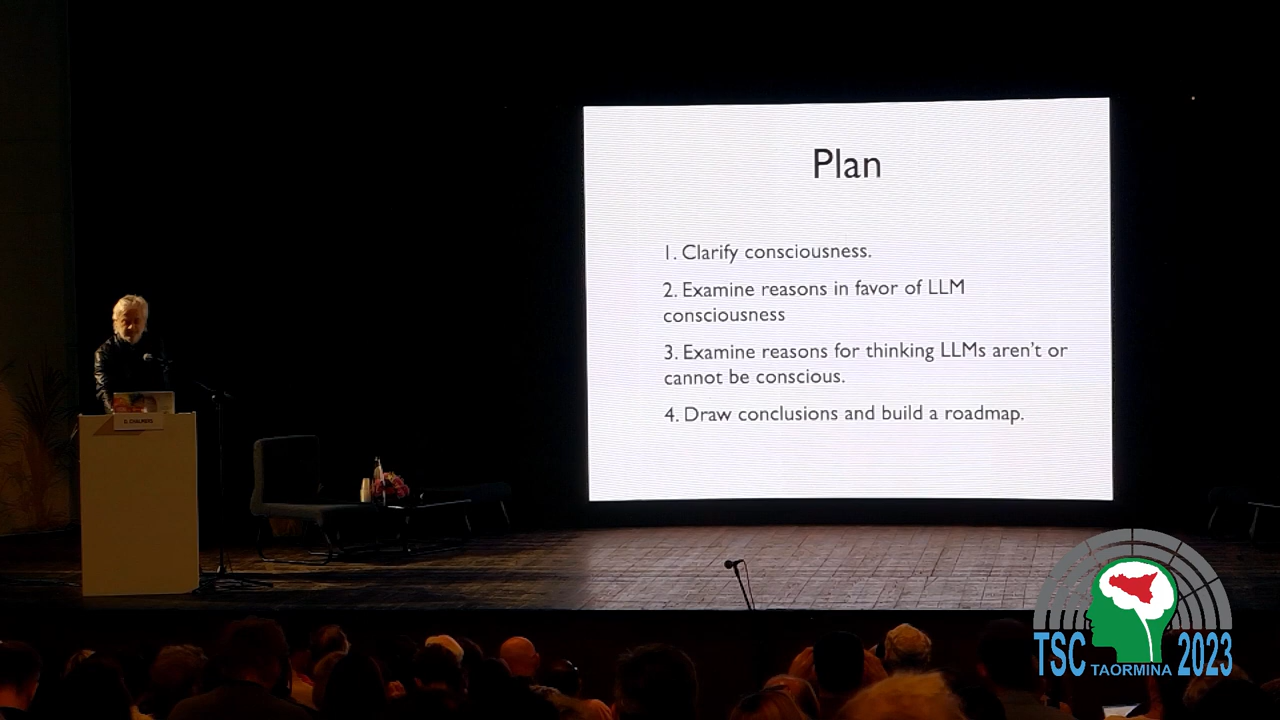 Plan
1. Clarify consciousness.
2. Examine reasons in favor of LLM
consciousness
3. Examine reasons for thinking LLMs aren't or
cannot be conscious.
4. Draw conclusions and build a roadmap.
D. CHALMERS
TSC TAORMINA 2023